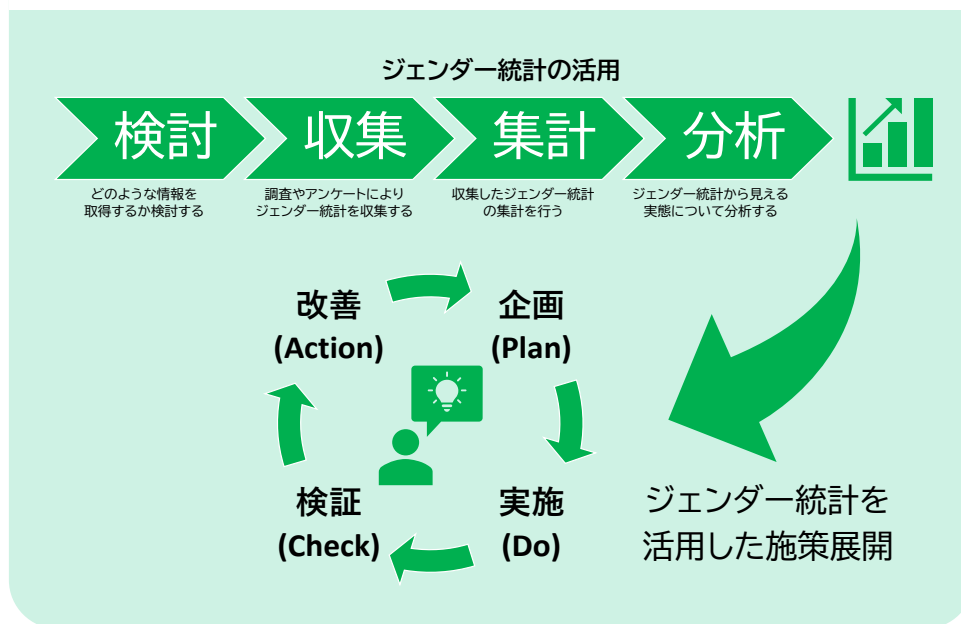 ジェンダー統計の活用
検討
収集
集計
分析
どのような情報を
取得するか検討する
調査やアンケートにより
ジェンダー統計を収集する
収集したジェンダー統計
の集計を行う
ジェンダー統計から見える
実態について分析する
改善
(Action)
企画
(Plan)
検証
(Check)
実施
(Do)
ジェンダー統計を
活用した施策展開